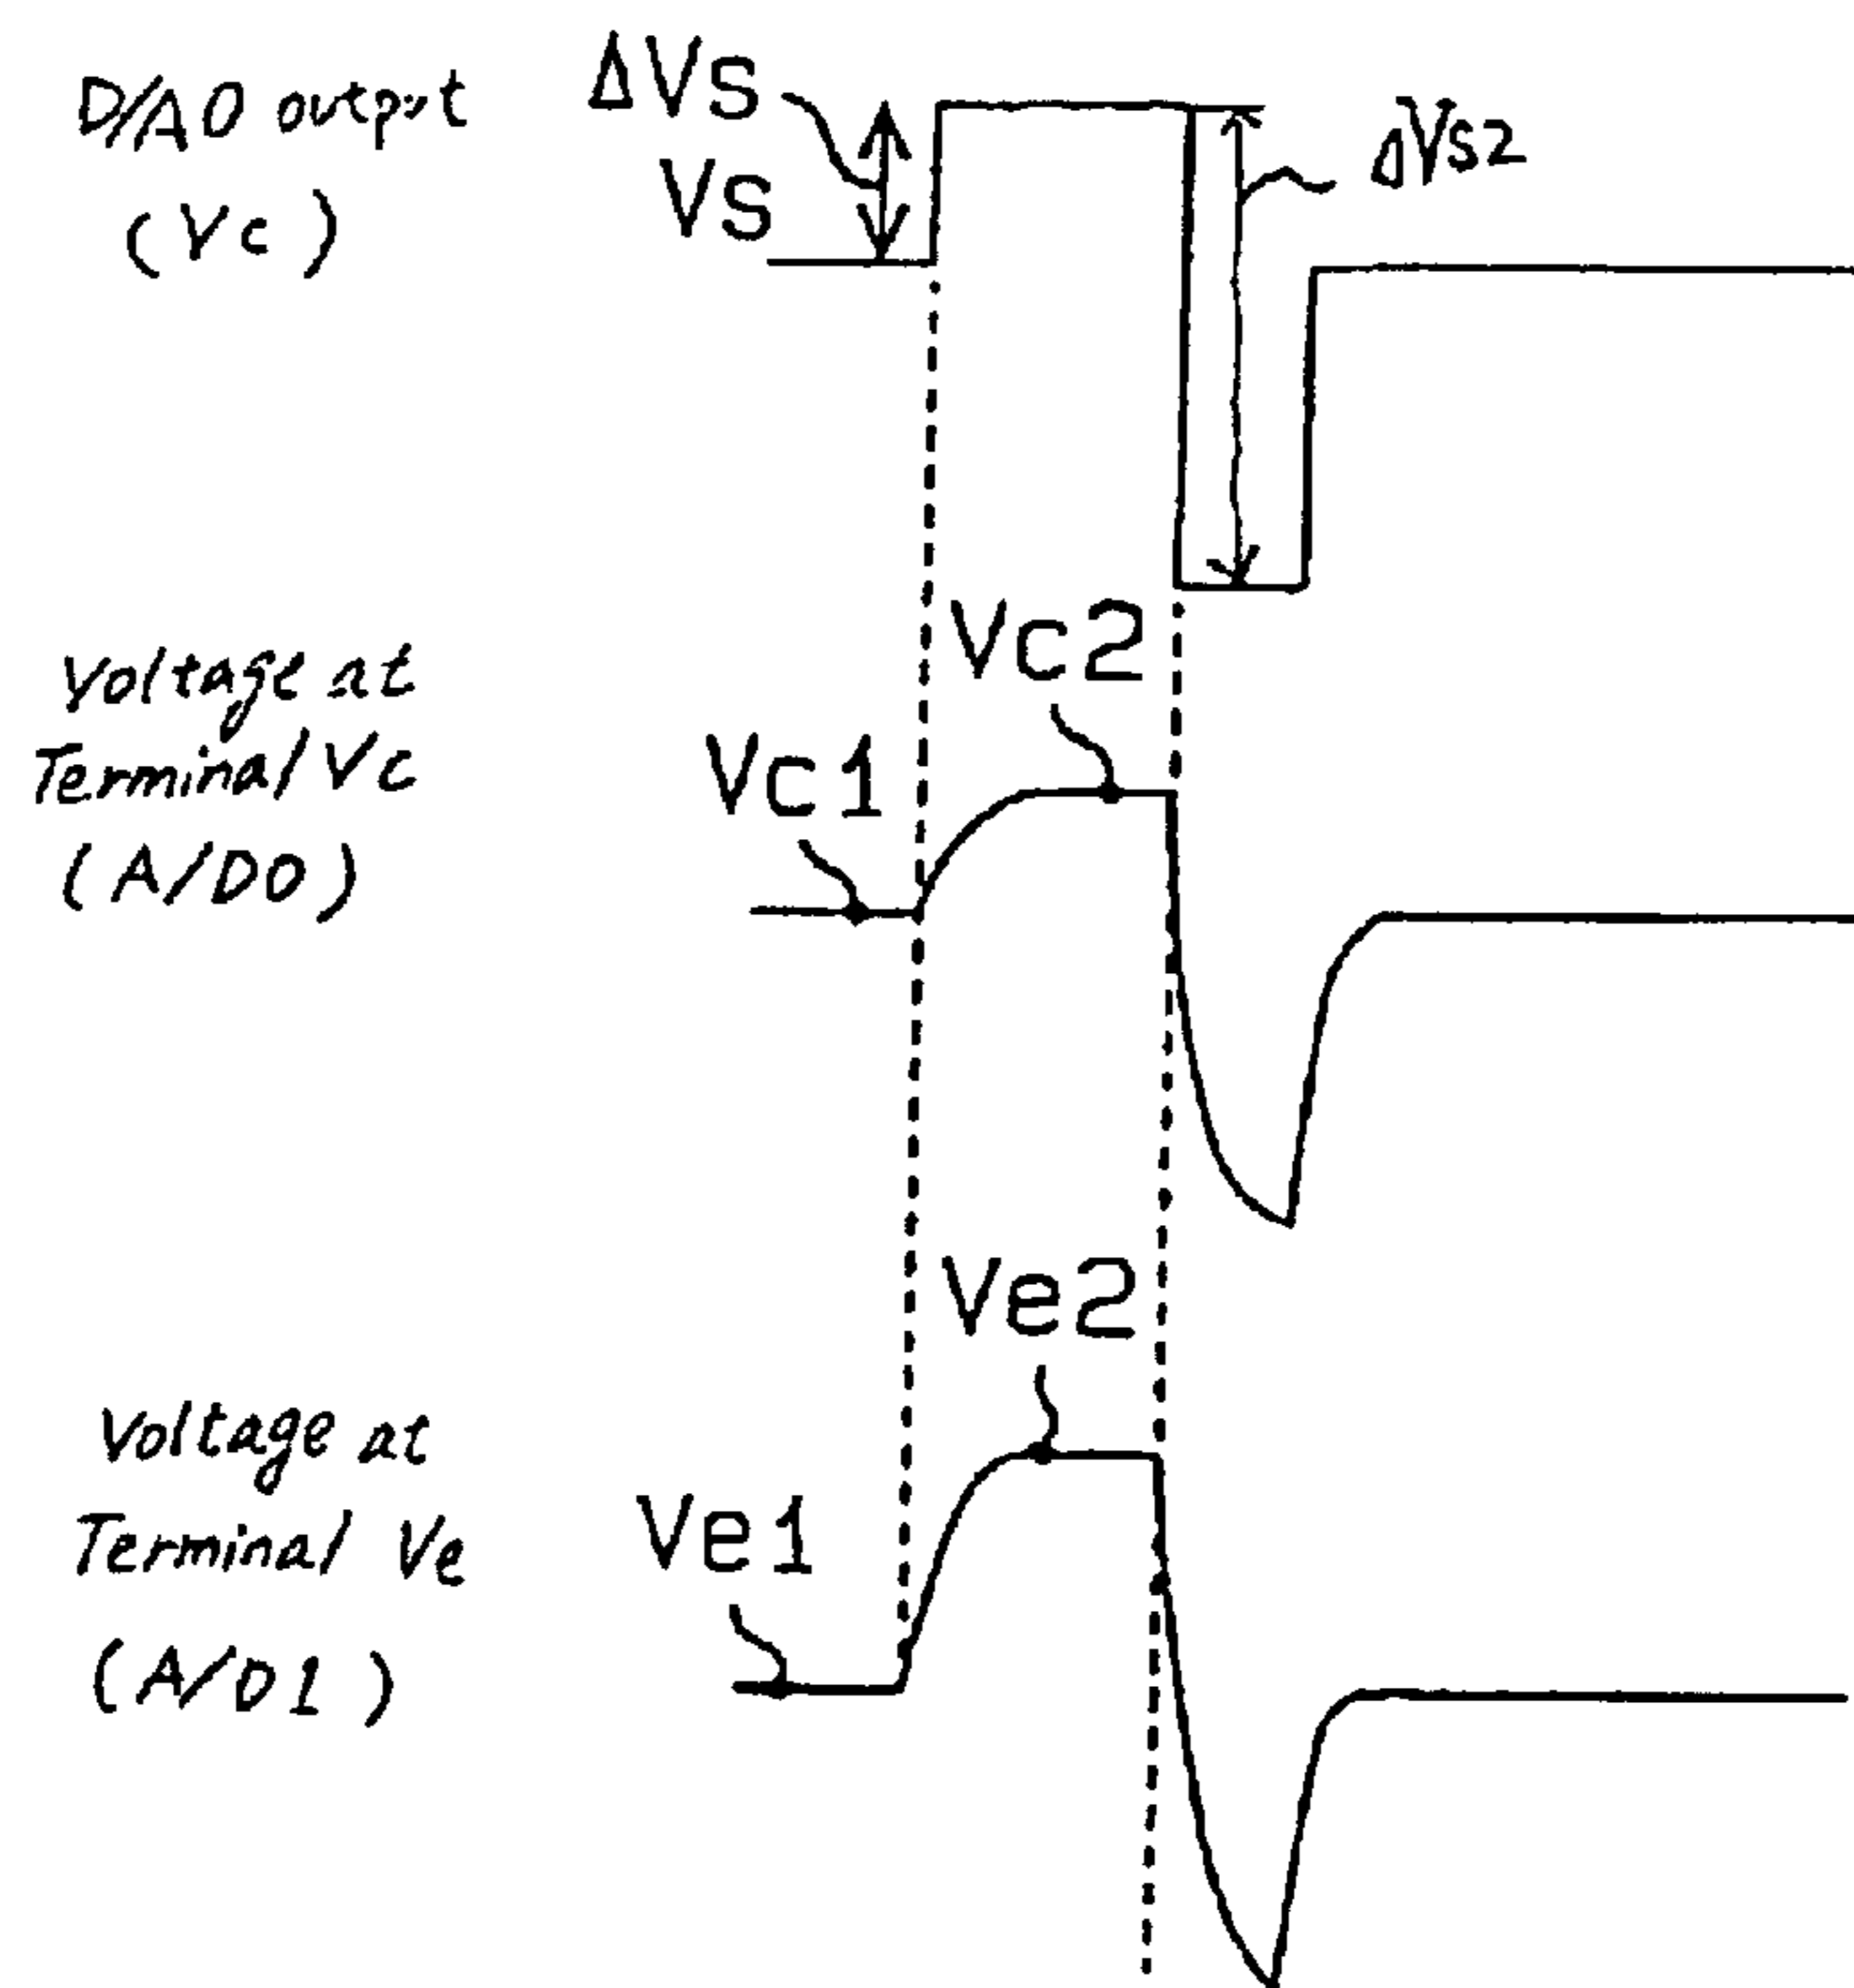 D/A0 output
(Vc)
ΔVS
VS
ΔVS2
Voltage at
Terminal Vc
(A/D0)
Vc1
Vc2
Voltage at
Terminal Ve
(A/D1)
Ve1
Ve2